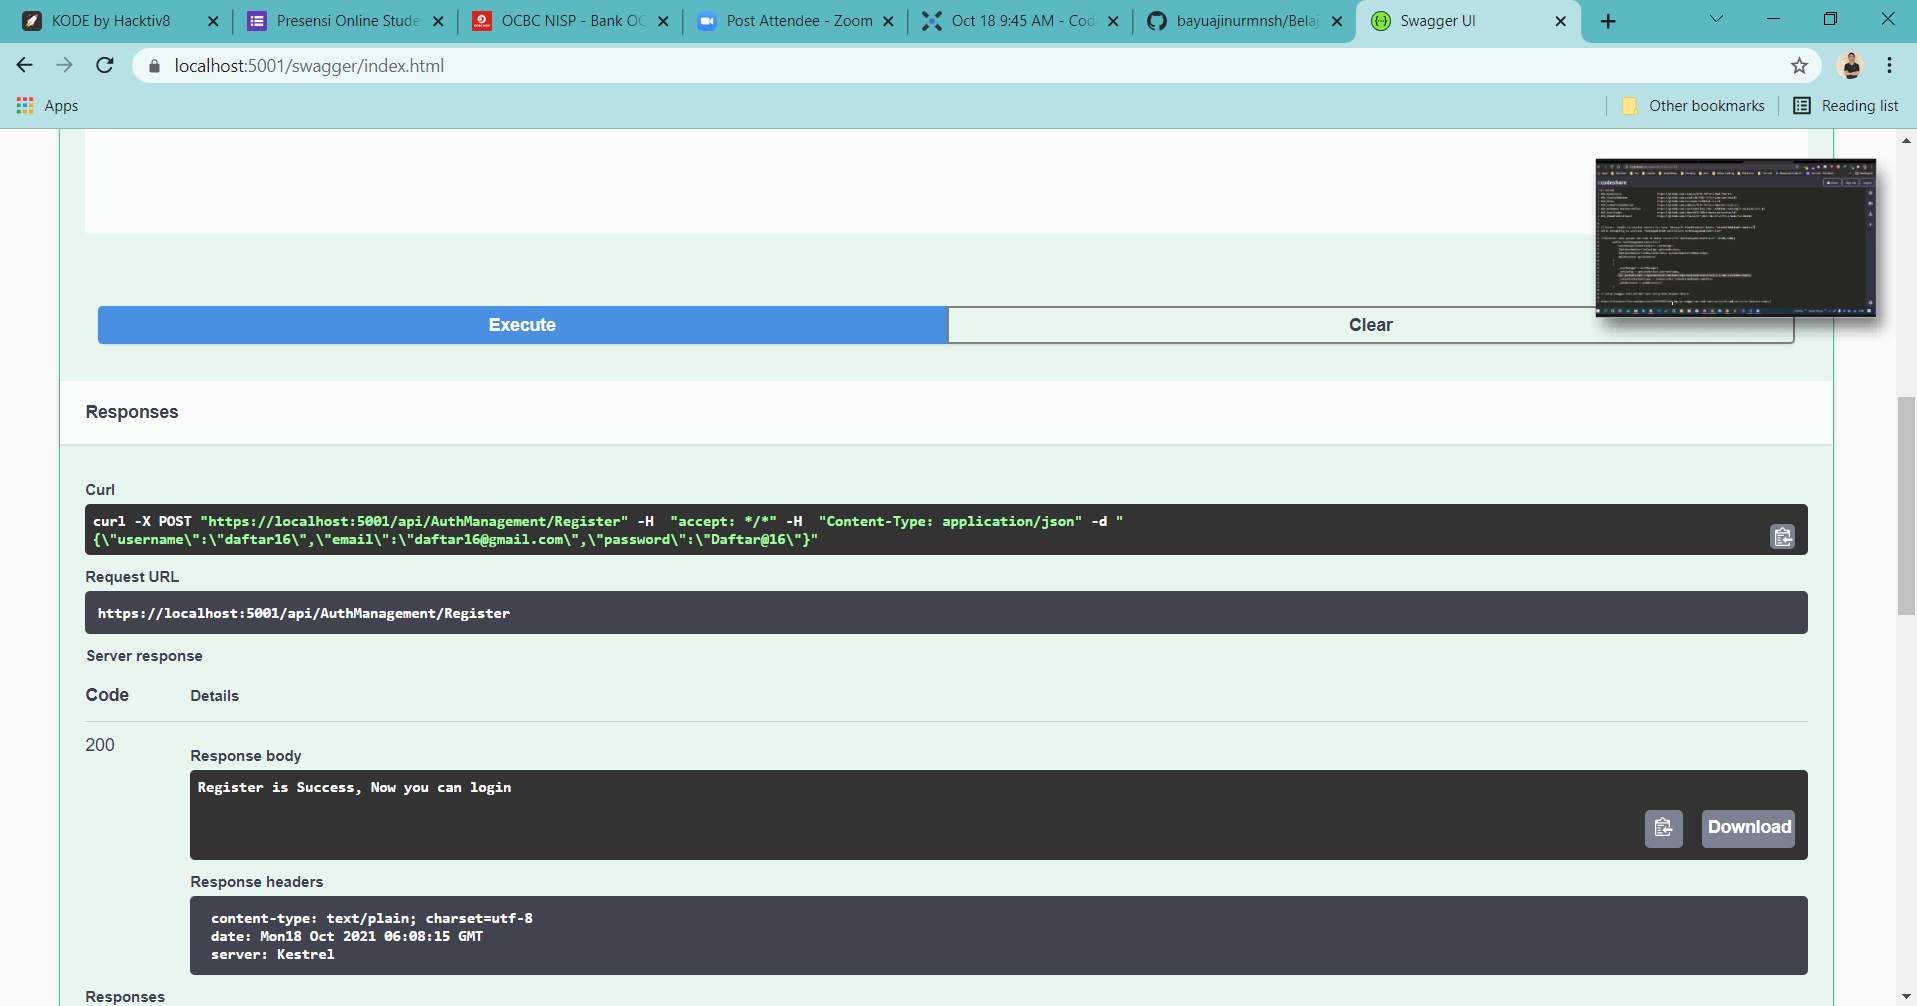 KODE by Hacktiv8
Presensi Online Stude
OCBC NISP - Bank OC
Post Attendee - Zoom
Oct 18 9:45 AM - Cod
bayuajinurmnsh/Belaj
Swagger UI
localhost:5001/swagger/index.html
Apps
Other bookmarks
Reading list
codeshare
Execute
Clear
Responses
Curl
curl -X POST "https://localhost:5001/api/AuthManagement/Register" -H  "accept: */*" -H  "Content-Type: application/json" -d "
{\"username\":\"daftar16\",\"email\":\"daftar16@gmail.com\",\"password\":\"Daftar@16\"}"
Request URL
https://localhost:5001/api/AuthManagement/Register
Server response
Code
Details
200
Response body
Register is Success, Now you can login
Download
Response headers
content-type: text/plain; charset=utf-8
date: Mon18 Oct 2021 06:08:15 GMT
server: Kestrel
Responses